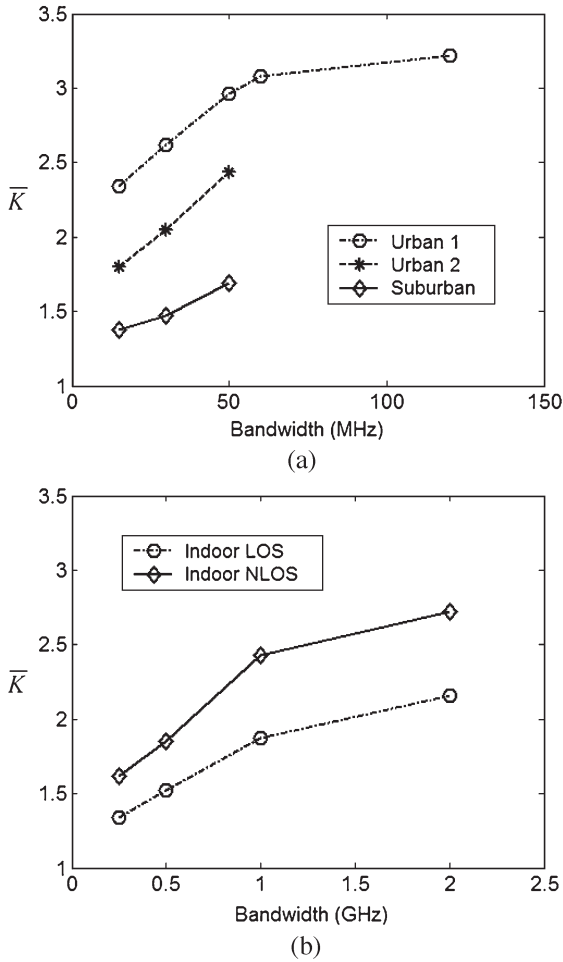 3.5
3
2.5
2
1.5
1
K
0
50
100
150
Urban 1
Urban 2
Suburban
Bandwidth (MHz)
(a)
3.5
3
2.5
2
1.5
1
K
0
0.5
1
1.5
2
2.5
Indoor LOS
Indoor NLOS
Bandwidth (GHz)
(b)